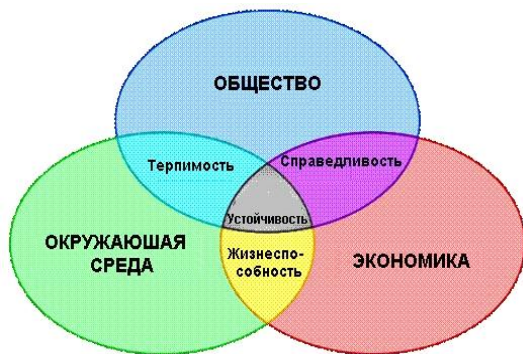 ОБЩЕСТВО
Терпимость
Справедливость
Устойчивость
ОКРУЖАЮШАЯ
СРЕДА
Жизнеспо-
собность
ЭКОНОМИКА